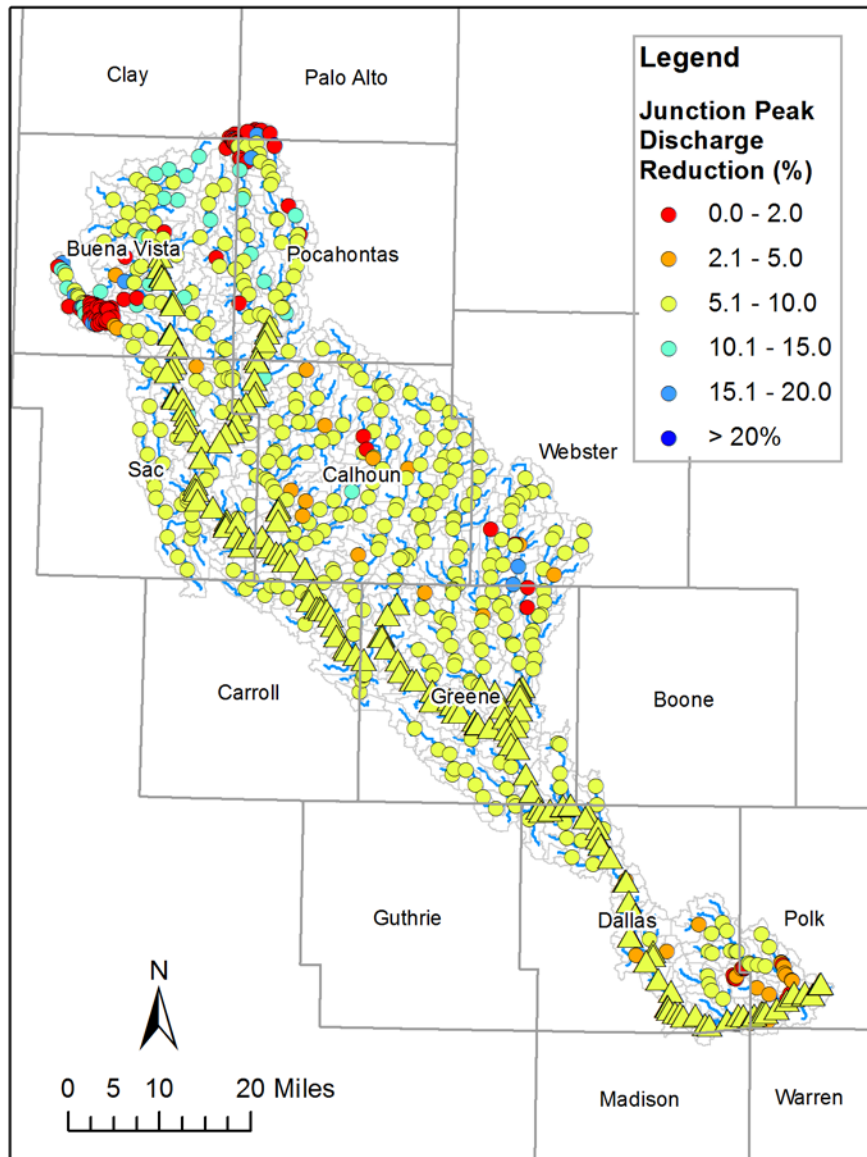 Clay
Palo Alto
Legend
Junction Peak
Discharge
Reduction (%)
0.0 - 2.0
2.1 - 5.0
5.1 - 10.0
10.1 - 15.0
15.1 - 20.0
> 20%
Buena Vista
Pocahontas
Webster
Sac
Calhoun
Carroll
Greene
Boone
Guthrie
Dallas
Polk
N
0 5 10 20 Miles
Madison
Warren